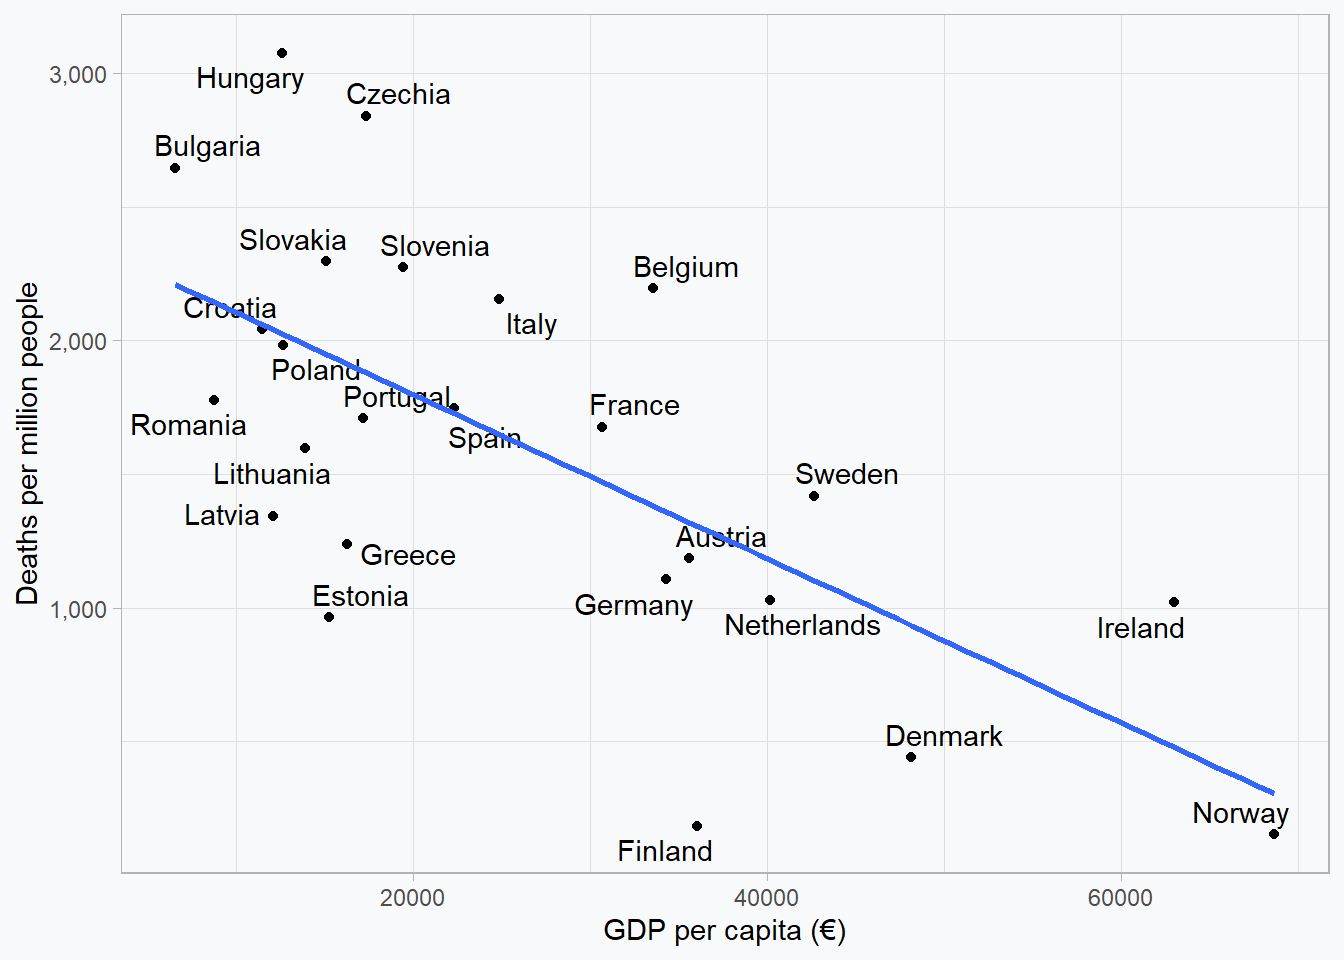 3,000
2,000
1,000
Deaths per million people
Hungary
Czechia
Bulgaria
Slovakia
Slovenia
Belgium
Croatia
Italy
Poland
Portugal
France
Romania
Spain
Lithuania
Sweden
Latvia
Austria
Greece
Estonia
Germany
Netherlands
Ireland
Denmark
Norway
Finland
20000
40000
60000
GDP per capita (€)